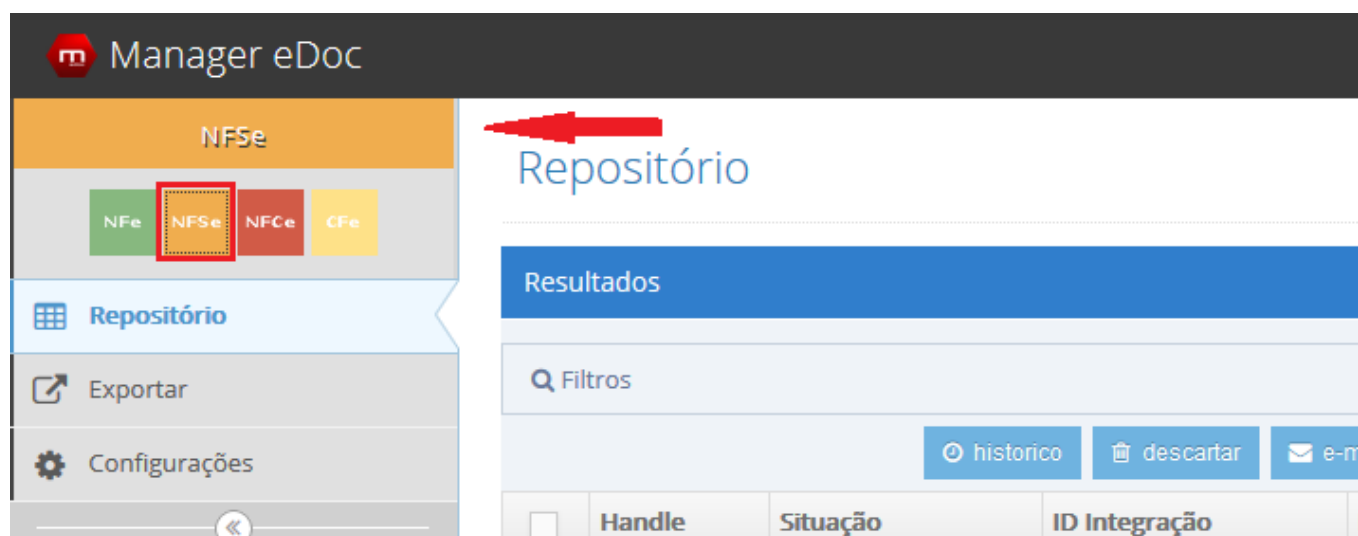 Manager eDoc
NFSe
NFe NFSe NFCe CFe
Repositório
Exportar
Configurações
Repositório
Resultados
Filtros
historico descartar
Handle Situação ID Integração